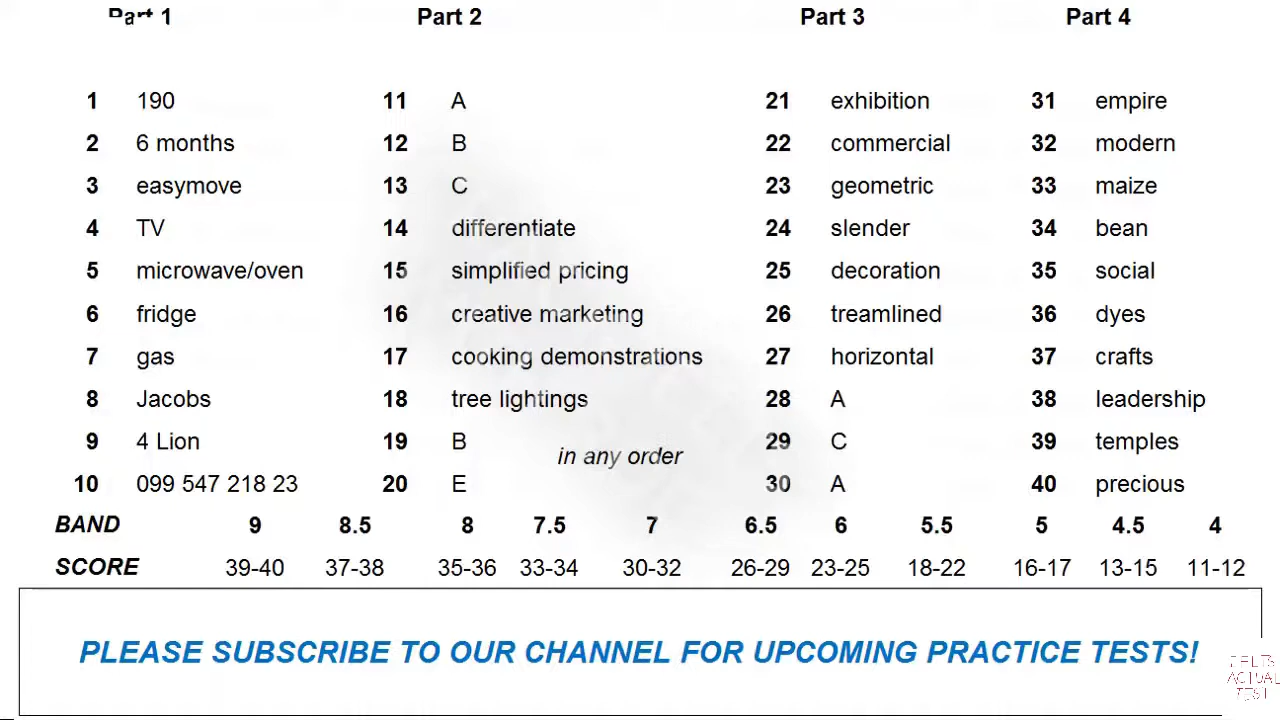 Part 1 Part 2 Part 3 Part 4
1 190 11 A 21 exhibition 31 empire
2 6 months 12 B 22 commercial 32 modern
3 easymove 13 C 23 geometric 33 maize
4 TV 14 differentiate 24 slender 34 bean
5 microwave/oven 15 simplified pricing 25 decoration 35 social
6 fridge 16 creative marketing 26 treamlined 36 dyes
7 gas 17 cooking demonstrations 27 horizontal 37 crafts
8 Jacobs 18 tree lightings 28 A 38 leadership
9 4 Lion 19 B 29 C 39 temples
in any order
10 099 547 218 23 20 E 30 A 40 precious
BAND 9 8.5 8 7.5 7 6.5 6 5.5 5 4.5 4
SCORE 39-40 37-38 35-36 33-34 30-32 26-29 23-25 18-22 16-17 13-15 11-12
PLEASE SUBSCRIBE TO OUR CHANNEL FOR UPCOMING PRACTICE TESTS!
IELTS
ACTUAL
TEST